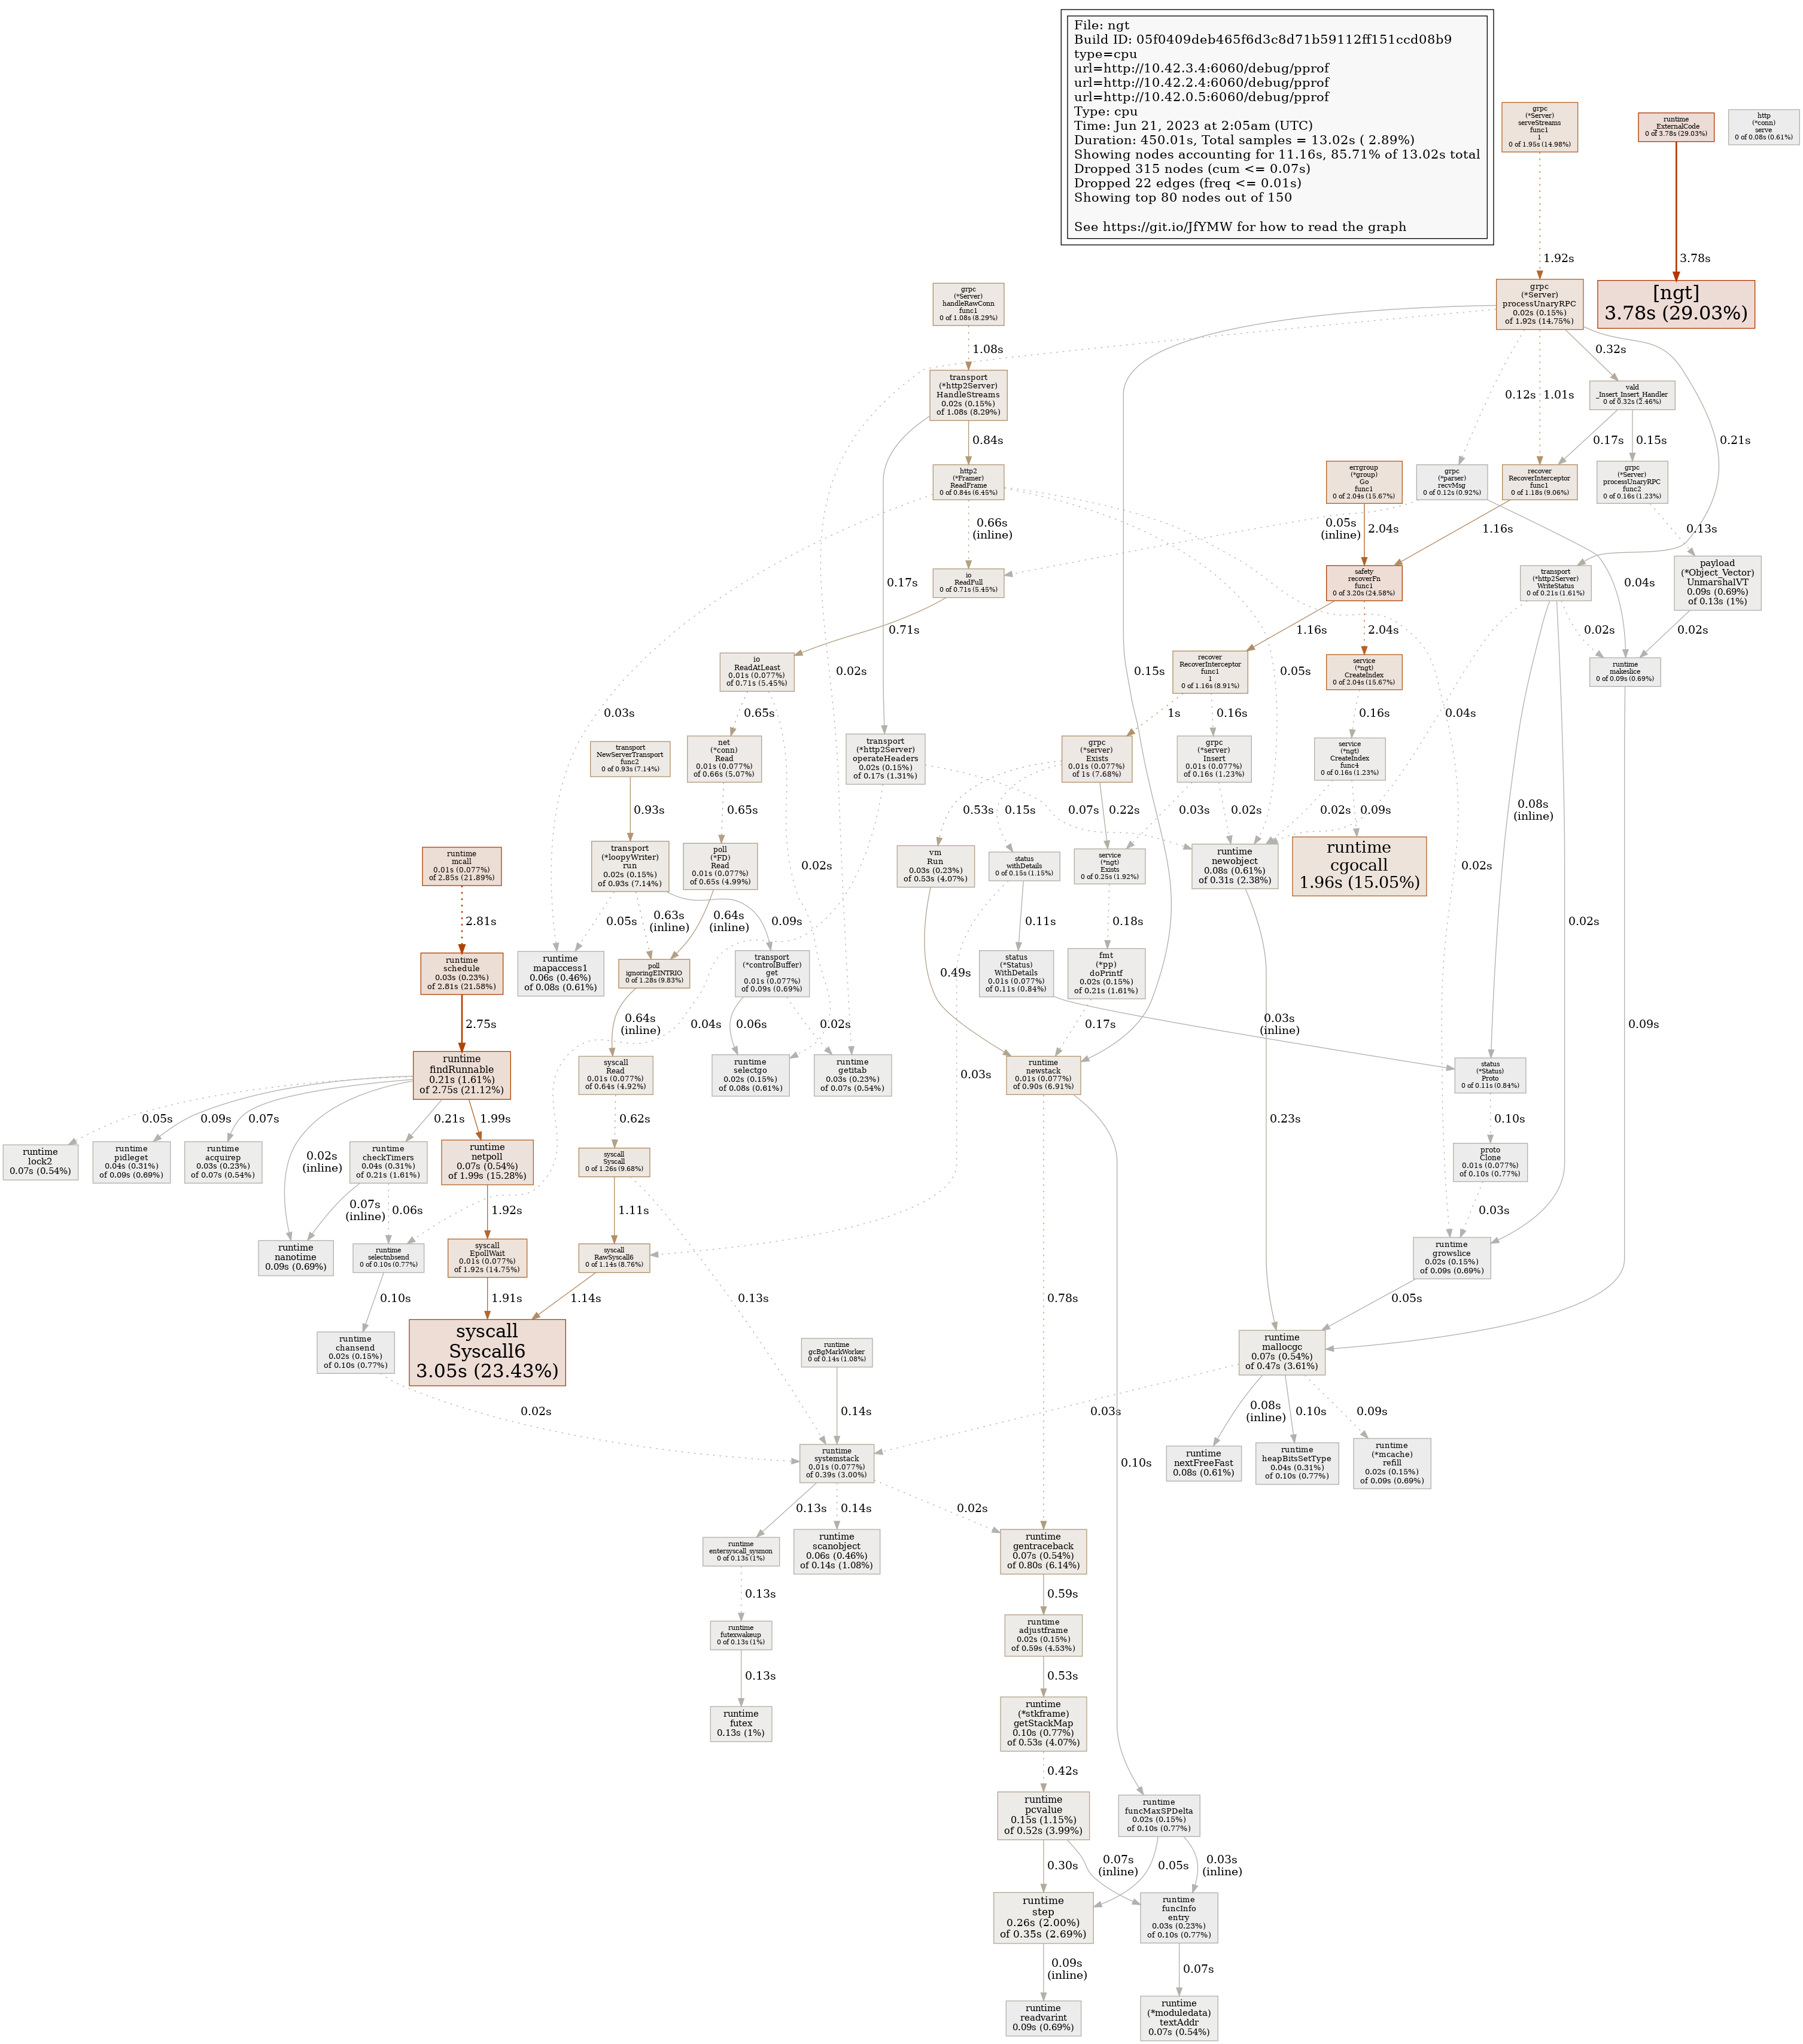 File: ngt
Build ID: 05f0409deb465f6d3c8d71b59112ff151ccd08b9
type=cpu
url=http://10.42.3.4:6060/debug/pprof
url=http://10.42.2.4:6060/debug/pprof
url=http://10.42.0.5:6060/debug/pprof
Type: cpu
Time: Jun 21, 2023 at 2:05am (UTC)
Duration: 450.01s, Total samples = 13.02s ( 2.89%)
Showing nodes accounting for 11.16s, 85.71% of 13.02s total
Dropped 315 nodes (cum <= 0.07s)
Dropped 22 edges (freq <= 0.01s)
Showing top 80 nodes out of 150
See https://git.io/JfYMW for how to read the graph
grpc
(*Server)
serveStreams
func1
1
0 of 1.95s (14.98%)
runtime
_ExternalCode
0 of 3.78s (29.03%)
http
(*conn)
serve
0 of 0.08s (0.61%)
1.92s
3.78s
grpc
(*Server)
handleRawConn
func1
0 of 1.08s (8.29%)
grpc
(*Server)
processUnaryRPC
0.02s (0.15%)
of 1.92s (14.75%)
[ngt]
3.78s (29.03%)
1.08s
0.32s
transport
(*http2Server)
HandleStreams
0.02s (0.15%)
of 1.08s (8.29%)
0.12s
1.01s
vald
_Insert_Insert_Handler
0 of 0.32s (2.46%)
0.84s
0.17s
0.15s
0.21s
http2
(*Framer)
ReadFrame
0 of 0.84s (6.45%)
errgroup
(*group)
Go
func1
0 of 2.04s (15.67%)
grpc
(*parser)
recvMsg
0 of 0.12s (0.92%)
recover
RecoverInterceptor
func1
0 of 1.18s (9.06%)
grpc
(*Server)
processUnaryRPC
func2
0 of 0.16s (1.23%)
0.66s
(inline)
0.05s
(inline)
2.04s
1.16s
0.13s
0.17s
io
ReadFull
0 of 0.71s (5.45%)
safety
recoverFn
func1
0 of 3.20s (24.58%)
transport
(*http2Server)
WriteStatus
0 of 0.21s (1.61%)
0.04s
payload
(*Object_Vector)
UnmarshalVT
0.09s (0.69%)
of 0.13s (1%)
0.71s
1.16s
2.04s
0.02s
0.02s
io
ReadAtLeast
0.01s (0.077%)
of 0.71s (5.45%)
0.02s
0.15s
recover
RecoverInterceptor
func1
1
0 of 1.16s (8.91%)
0.05s
service
(*ngt)
CreateIndex
0 of 2.04s (15.67%)
runtime
makeslice
0 of 0.09s (0.69%)
0.03s
0.65s
1s
0.16s
0.16s
0.04s
transport
NewServerTransport
func2
0 of 0.93s (7.14%)
net
(*conn)
Read
0.01s (0.077%)
of 0.66s (5.07%)
transport
(*http2Server)
operateHeaders
0.02s (0.15%)
of 0.17s (1.31%)
grpc
(*server)
Exists
0.01s (0.077%)
of 1s (7.68%)
grpc
(*server)
Insert
0.01s (0.077%)
of 0.16s (1.23%)
service
(*ngt)
CreateIndex
func4
0 of 0.16s (1.23%)
0.08s
(inline)
0.93s
0.65s
0.53s
0.15s
0.22s
0.07s
0.03s
0.02s
0.02s
0.09s
runtime
mcall
0.01s (0.077%)
of 2.85s (21.89%)
transport
(*loopyWriter)
run
0.02s (0.15%)
of 0.93s (7.14%)
poll
(*FD)
Read
0.01s (0.077%)
of 0.65s (4.99%)
0.02s
vm
Run
0.03s (0.23%)
of 0.53s (4.07%)
status
withDetails
0 of 0.15s (1.15%)
service
(*ngt)
Exists
0 of 0.25s (1.92%)
runtime
newobject
0.08s (0.61%)
of 0.31s (2.38%)
runtime
cgocall
1.96s (15.05%)
0.02s
2.81s
0.05s
0.63s
(inline)
0.64s
(inline)
0.09s
0.11s
0.18s
0.02s
runtime
schedule
0.03s (0.23%)
of 2.81s (21.58%)
runtime
mapaccess1
0.06s (0.46%)
of 0.08s (0.61%)
poll
ignoringEINTRIO
0 of 1.28s (9.83%)
transport
(*controlBuffer)
get
0.01s (0.077%)
of 0.09s (0.69%)
0.49s
status
(*Status)
WithDetails
0.01s (0.077%)
of 0.11s (0.84%)
fmt
(*pp)
doPrintf
0.02s (0.15%)
of 0.21s (1.61%)
2.75s
0.64s
(inline)
0.04s
0.06s
0.02s
0.17s
0.03s
(inline)
0.09s
runtime
findRunnable
0.21s (1.61%)
of 2.75s (21.12%)
syscall
Read
0.01s (0.077%)
of 0.64s (4.92%)
runtime
selectgo
0.02s (0.15%)
of 0.08s (0.61%)
runtime
getitab
0.03s (0.23%)
of 0.07s (0.54%)
0.03s
runtime
newstack
0.01s (0.077%)
of 0.90s (6.91%)
status
(*Status)
Proto
0 of 0.11s (0.84%)
0.05s
0.09s
0.07s
0.21s
1.99s
0.62s
0.23s
0.10s
runtime
lock2
0.07s (0.54%)
runtime
pidleget
0.04s (0.31%)
of 0.09s (0.69%)
runtime
acquirep
0.03s (0.23%)
of 0.07s (0.54%)
0.02s
(inline)
runtime
checkTimers
0.04s (0.31%)
of 0.21s (1.61%)
runtime
netpoll
0.07s (0.54%)
of 1.99s (15.28%)
syscall
Syscall
0 of 1.26s (9.68%)
proto
Clone
0.01s (0.077%)
of 0.10s (0.77%)
0.07s
(inline)
0.06s
1.92s
1.11s
0.03s
runtime
nanotime
0.09s (0.69%)
runtime
selectnbsend
0 of 0.10s (0.77%)
syscall
EpollWait
0.01s (0.077%)
of 1.92s (14.75%)
syscall
RawSyscall6
0 of 1.14s (8.76%)
runtime
growslice
0.02s (0.15%)
of 0.09s (0.69%)
0.10s
1.91s
1.14s
0.13s
0.78s
0.05s
runtime
chansend
0.02s (0.15%)
of 0.10s (0.77%)
syscall
Syscall6
3.05s (23.43%)
runtime
gcBgMarkWorker
0 of 0.14s (1.08%)
runtime
mallocgc
0.07s (0.54%)
of 0.47s (3.61%)
0.02s
0.14s
0.03s
0.08s
(inline)
0.10s
0.09s
runtime
systemstack
0.01s (0.077%)
of 0.39s (3.00%)
0.10s
runtime
nextFreeFast
0.08s (0.61%)
runtime
heapBitsSetType
0.04s (0.31%)
of 0.10s (0.77%)
runtime
(*mcache)
refill
0.02s (0.15%)
of 0.09s (0.69%)
0.13s
0.14s
0.02s
runtime
entersyscall_sysmon
0 of 0.13s (1%)
runtime
scanobject
0.06s (0.46%)
of 0.14s (1.08%)
runtime
gentraceback
0.07s (0.54%)
of 0.80s (6.14%)
0.13s
0.59s
runtime
futexwakeup
0 of 0.13s (1%)
runtime
adjustframe
0.02s (0.15%)
of 0.59s (4.53%)
0.13s
0.53s
runtime
futex
0.13s (1%)
runtime
(*stkframe)
getStackMap
0.10s (0.77%)
of 0.53s (4.07%)
0.42s
runtime
pcvalue
0.15s (1.15%)
of 0.52s (3.99%)
runtime
funcMaxSPDelta
0.02s (0.15%)
of 0.10s (0.77%)
0.30s
0.07s
(inline)
0.05s
0.03s
(inline)
runtime
step
0.26s (2.00%)
of 0.35s (2.69%)
runtime
funcInfo
entry
0.03s (0.23%)
of 0.10s (0.77%)
0.09s
(inline)
0.07s
runtime
readvarint
0.09s (0.69%)
runtime
(*moduledata)
textAddr
0.07s (0.54%)